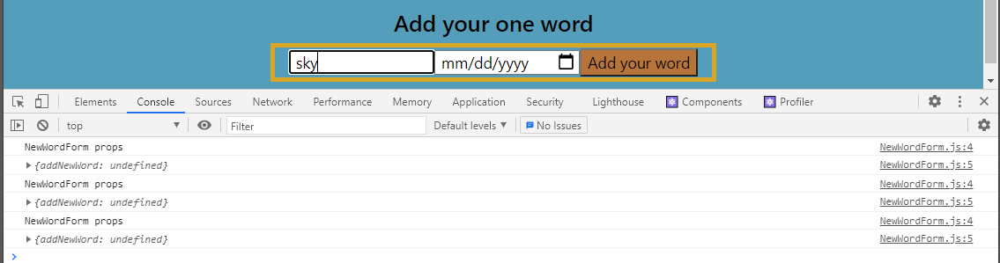 Add your one word
sky mm/dd/yyyy Add your word
Elements Console Sources Network Performance Memory Application Security Lighthouse Components Profiler
top Filter Default levels No Issues
NewWordForm props NewWordForm.js:4
{addNewWord: undefined} NewWordForm.js:5
NewWordForm props NewWordForm.js:4
{addNewWord: undefined} NewWordForm.js:5
NewWordForm props NewWordForm.js:4
{addNewWord: undefined} NewWordForm.js:5